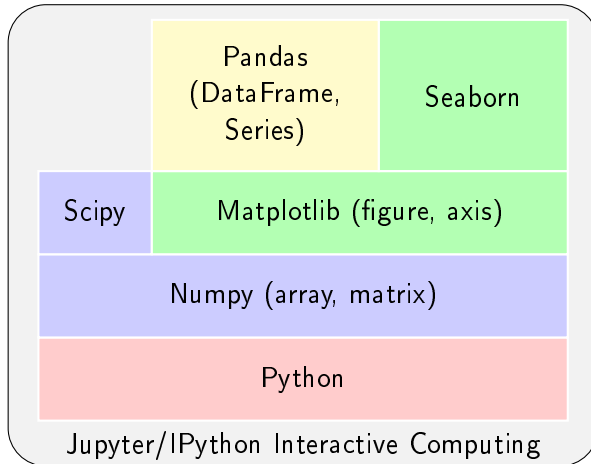 Pandas
(DataFrame,
Series)
Seaborn
Scipy
Matplotlib (figure, axis)
Numpy (array, matrix)
Python
Jupyter/IPython Interactive Computing